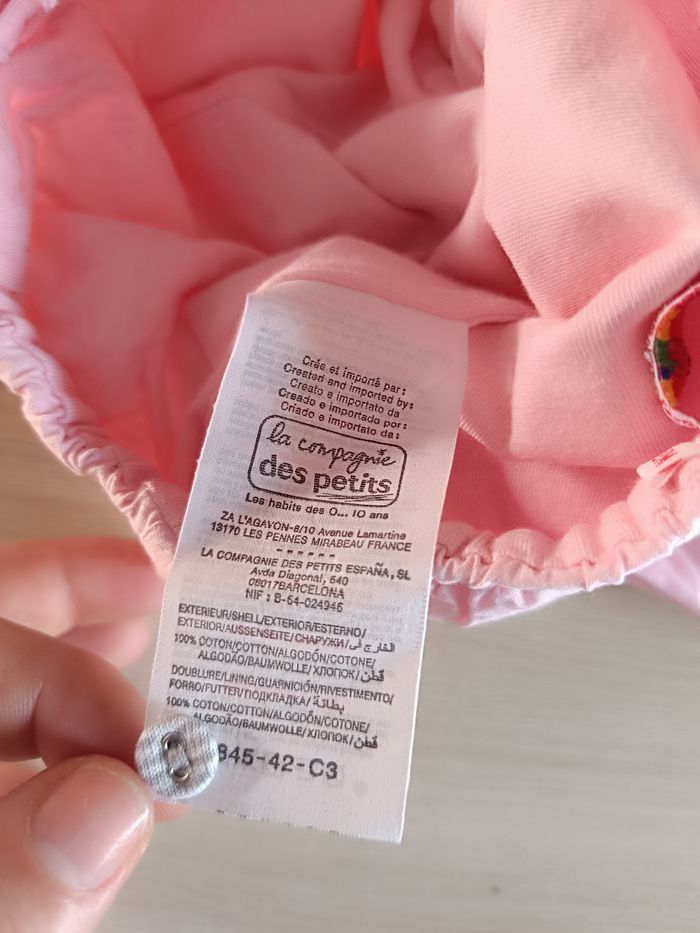 Crée et importé par :
Created and imported by:
Creato e importato da
Creado e importado por:
Criado e importato da :
la compagnie
des petits
Les habits des 0... 10 ans
ZA L'AGAVON-8/10 Avenue Lamartine
13170 LES PENNES MIRABEAU FRANCE
------
LA COMPAGNIE DES PETITS ESPAÑA, SL
Avda Diagonal, 640
08017BARCELONA
NIF : B-64-024946
EXTERIEUR/SHELL/EXTERIOR/ESTERNO/
EXTERIOR/AUSSENSEITE/СНАРУЖИ/الخارج في
100% COTON/COTTON/ALGODÓN/COTONE/
ALGODÃO/BAUMWOLLE/ХЛОПОК/قطن
DOUBLURE/LINING/GUARNICIÓN/RIVESTIMENTO/
FORRO/FUTTER/ПОДКЛАДКА/بطانة
100% COTON/COTTON/ALGODÓN/COTONE/
ALGODÃO/BAUMWOLLE/ХЛОПОК/قطن
845-42-C3